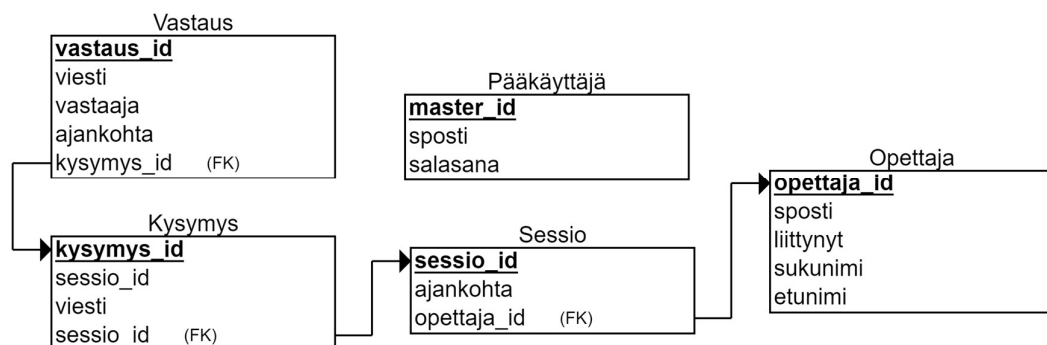 Vastaus
vastaus_id
viesti
vastaaja
ajankohta
kysymys_id (FK)
Pääkäyttäjä
master_id
sposti
salasana
Opettaja
opettaja_id
sposti
liittynyt
sukunimi
etunimi
Kysymys
kysymys_id
sessio_id
viesti
sessio_id (FK)
Sessio
sessio_id
ajankohta
opettaja_id (FK)